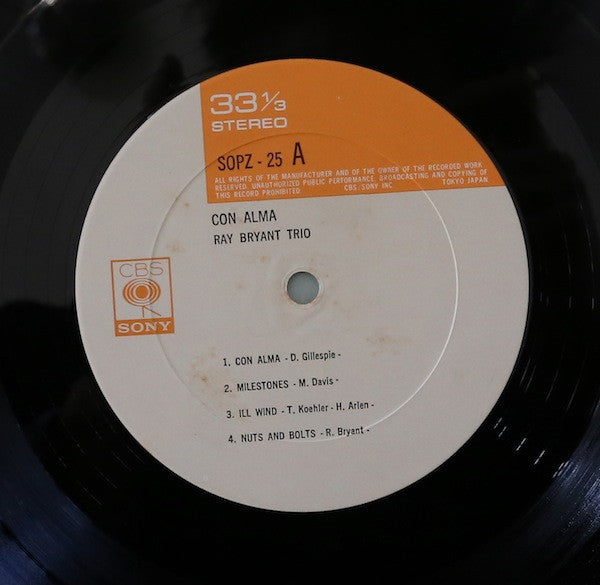 33 1/3
STEREO
SOPZ - 25 A
ALL RIGHTS OF THE MANUFACTURER AND OF THE OWNER OF THE RECORDED WORK
RESERVED. UNAUTHORIZED PUBLIC PERFORMANCE, BROADCASTING AND COPYING OF
THIS RECORD PROHIBITED CBS/SONY INC. TOKYO JAPAN
CON ALMA
RAY BRYANT TRIO
CBS
SONY
1. CON ALMA - D. Gillespie -
2. MILESTONES - M. Davis -
3. ILL WIND - T. Koehler - H. Arlen -
4. NUTS AND BOLTS - R. Bryant -